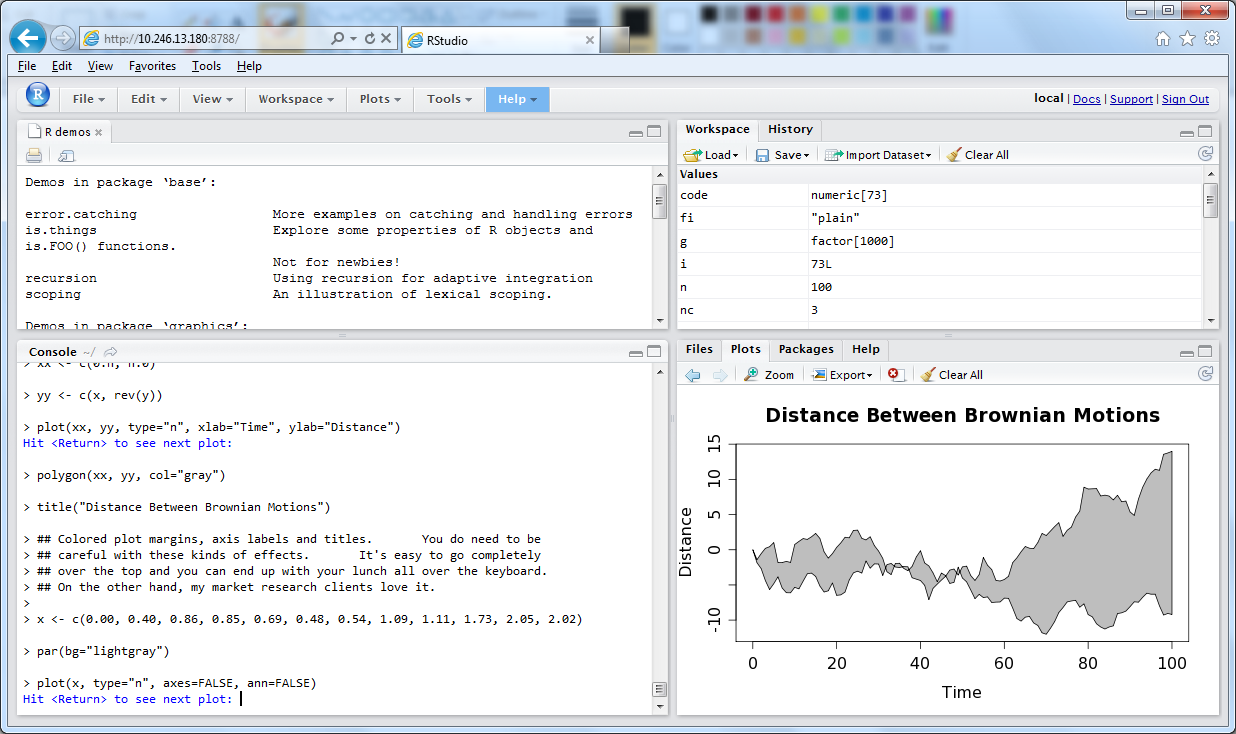 http://10.246.13.180:8788/
RStudio
File Edit View Favorites Tools Help
R File Edit View Workspace Plots Tools Help
local | Docs | Support | Sign Out
R demos
Demos in package ‘base’:
error.catching More examples on catching and handling errors
is.things Explore some properties of R objects and
is.FOO() functions.
Not for newbies!
recursion Using recursion for adaptive integration
scoping An illustration of lexical scoping.
Demos in package ‘graphics’:
Workspace History
Load Save Import Dataset Clear All
Values
code numeric[73]
fi "plain"
g factor[1000]
i 73L
n 100
nc 3
Console ~/
> xx <- c(0:n, n:0)
> yy <- c(x, rev(y))
> plot(xx, yy, type="n", xlab="Time", ylab="Distance")
Hit <Return> to see next plot:
> polygon(xx, yy, col="gray")
> title("Distance Between Brownian Motions")
> ## Colored plot margins, axis labels and titles. You do need to be
> ## careful with these kinds of effects. It's easy to go completely
> ## over the top and you can end up with your lunch all over the keyboard.
> ## On the other hand, my market research clients love it.
>
> x <- c(0.00, 0.40, 0.86, 0.85, 0.69, 0.48, 0.54, 1.09, 1.11, 1.73, 2.05, 2.02)
> par(bg="lightgray")
> plot(x, type="n", axes=FALSE, ann=FALSE)
Hit <Return> to see next plot:
Files Plots Packages Help
Zoom Export Clear All
Distance Between Brownian Motions
Distance
15
10
5
0
-10
0 20 40 60 80 100
Time